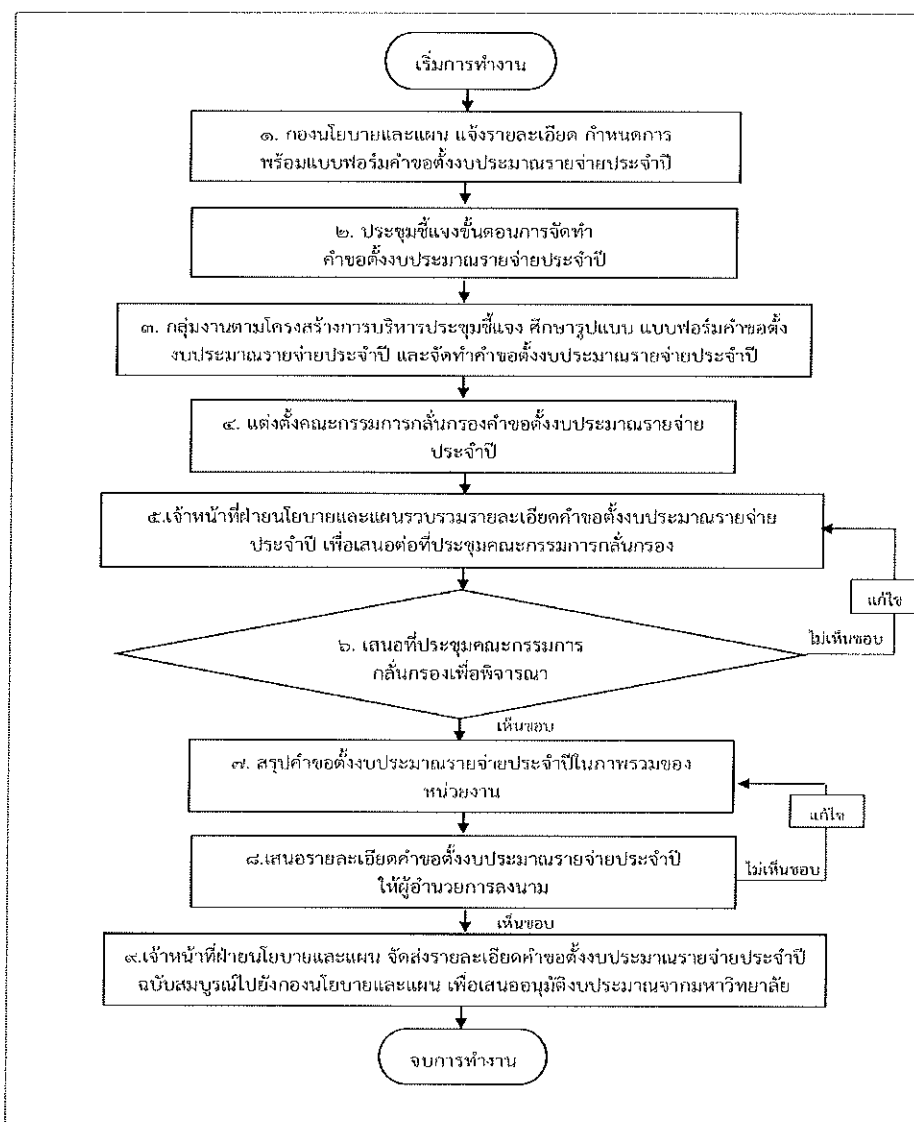 เริ่มการทำงาน
๑. กองนโยบายและแผน แจ้งรายละเอียด กำหนดการ
พร้อมแบบฟอร์มคำขอตั้งงบประมาณรายจ่ายประจำปี
๒. ประชุมชี้แจงขั้นตอนการจัดทำ
คำขอตั้งงบประมาณรายจ่ายประจำปี
๓. กลุ่มงานตามโครงสร้างการบริหารประชุมชี้แจง ศึกษารูปแบบ แบบฟอร์มคำขอตั้ง
งบประมาณรายจ่ายประจำปี และจัดทำคำขอตั้งงบประมาณรายจ่ายประจำปี
๔. แต่งตั้งคณะกรรมการกลั่นกรองคำขอตั้งงบประมาณรายจ่าย
ประจำปี
๕.เจ้าหน้าที่ฝ่ายนโยบายและแผนรวบรวมรายละเอียดคำขอตั้งงบประมาณรายจ่าย
ประจำปี เพื่อเสนอต่อที่ประชุมคณะกรรมการกลั่นกรอง
แก้ไข
ไม่เห็นชอบ
๖. เสนอที่ประชุมคณะกรรมการ
กลั่นกรองเพื่อพิจารณา
เห็นชอบ
๗. สรุปคำขอตั้งงบประมาณรายจ่ายประจำปีในภาพรวมของ
หน่วยงาน
แก้ไข
๘.เสนอรายละเอียดคำขอตั้งงบประมาณรายจ่ายประจำปี
ให้ผู้อำนวยการลงนาม
ไม่เห็นชอบ
เห็นชอบ
๙.เจ้าหน้าที่ฝ่ายนโยบายและแผน จัดส่งรายละเอียดคำขอตั้งงบประมาณรายจ่ายประจำปี
ฉบับสมบูรณ์ไปยังกองนโยบายและแผน เพื่อเสนออนุมัติงบประมาณจากมหาวิทยาลัย
จบการทำงาน